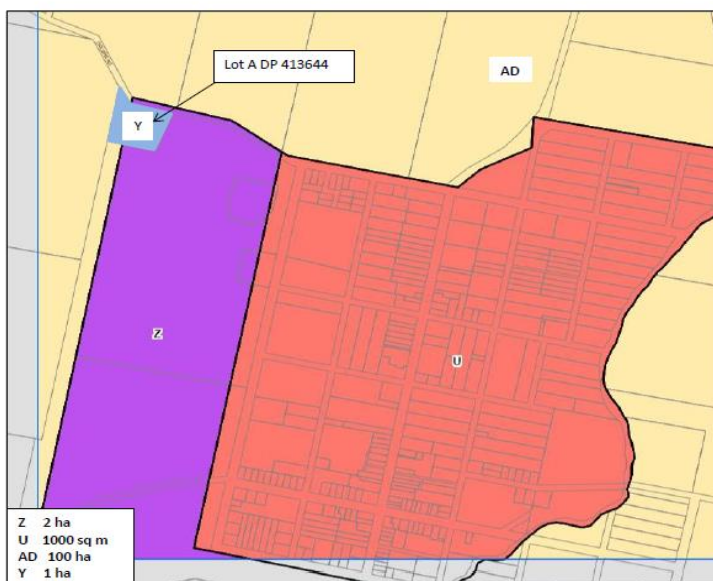 Lot A DP 413644
AD
Y
Z
U
Z 2 ha
U 1000 sq m
AD 100 ha
Y 1 ha